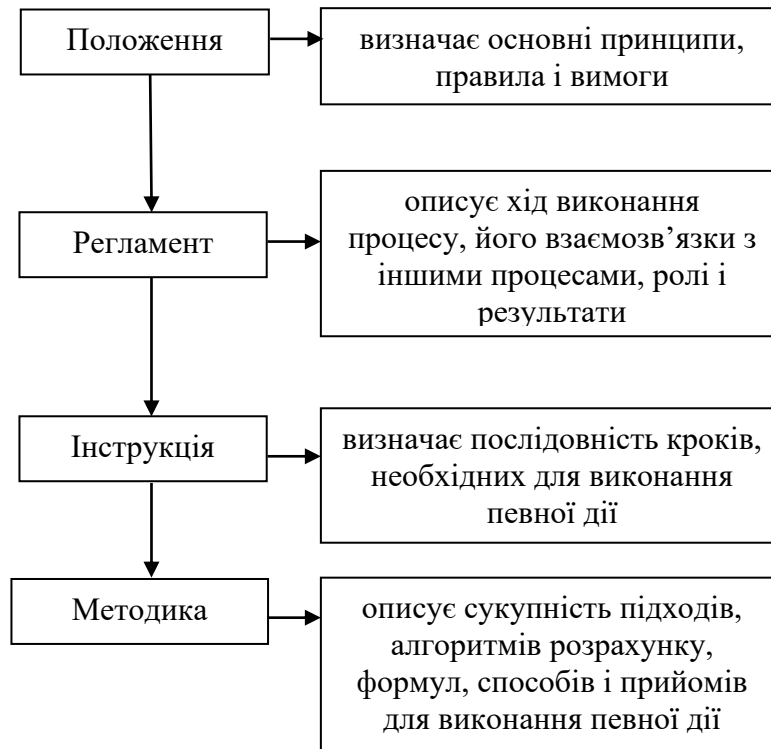 Положення
визначає основні принципи,
правила і вимоги
Регламент
описує хід виконання
процесу, його взаємозв’язки з
іншими процесами, ролі і
результати
Інструкція
визначає послідовність кроків,
необхідних для виконання
певної дії
Методика
описує сукупність підходів,
алгоритмів розрахунку,
формул, способів і прийомів
для виконання певної дії